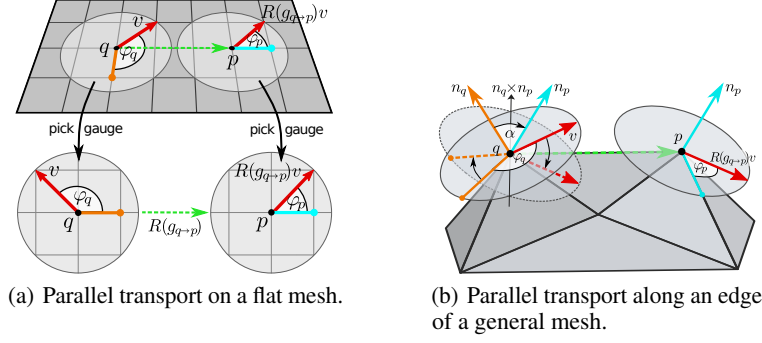 v
R(g_{q→p})v
q
φ_q
p
φ_p
pick gauge
pick gauge
v
R(g_{q→p})v
φ_q
φ_p
q
p
R(g_{q→p})
(a) Parallel transport on a flat mesh.
n_q
n_q×n_p
n_p
n_p
α
v
q
φ_q
p
R(g_{q→p})v
φ_p
(b) Parallel transport along an edge
of a general mesh.